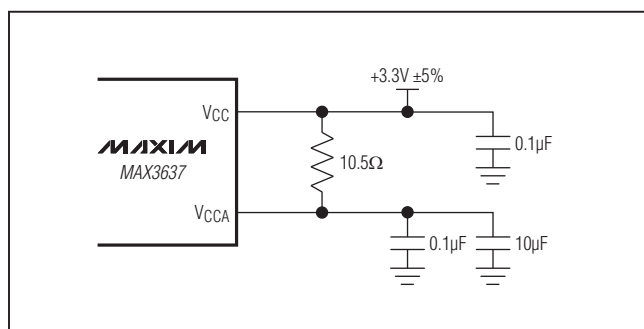 +3.3V ±5%
VCC
0.1µF
MAXIM
MAX3637
10.5Ω
VCCA
0.1µF
10µF